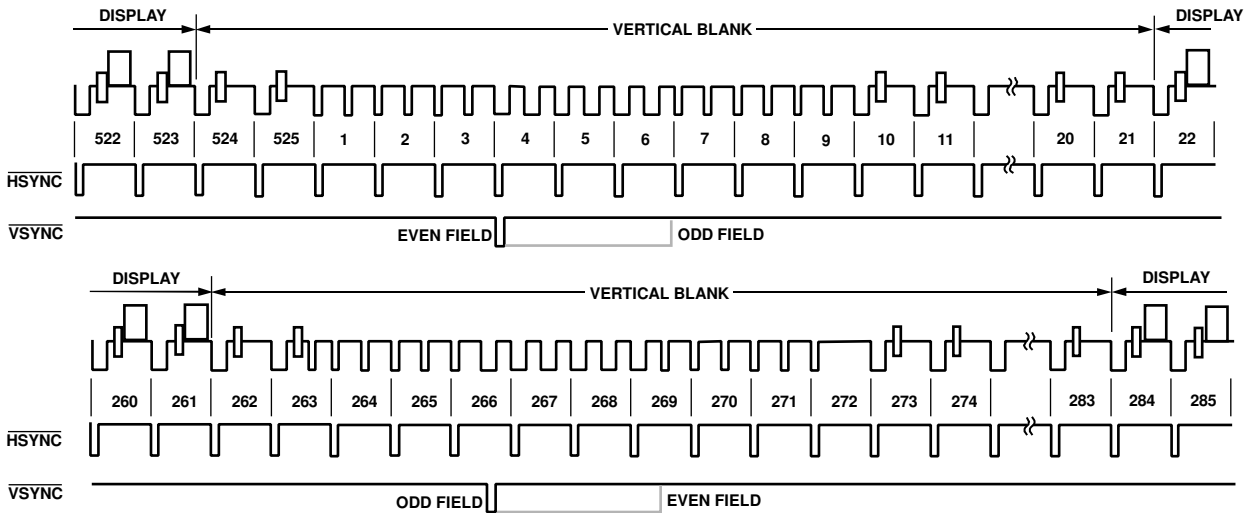 DISPLAY VERTICAL BLANK DISPLAY
522 523 524 525 1 2 3 4 5 6 7 8 9 10 11 20 21 22
HSYNC
VSYNC EVEN FIELD ODD FIELD
DISPLAY VERTICAL BLANK DISPLAY
260 261 262 263 264 265 266 267 268 269 270 271 272 273 274 283 284 285
HSYNC
VSYNC ODD FIELD EVEN FIELD